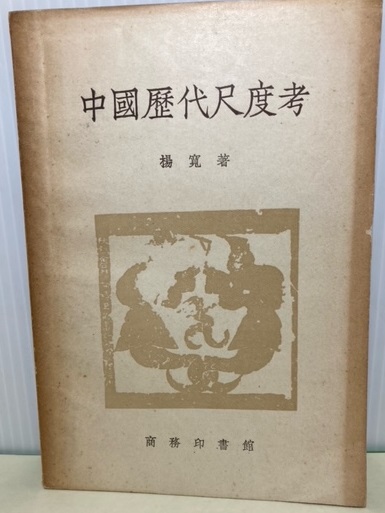 中國歷代尺度考
楊寬著
商務印書館